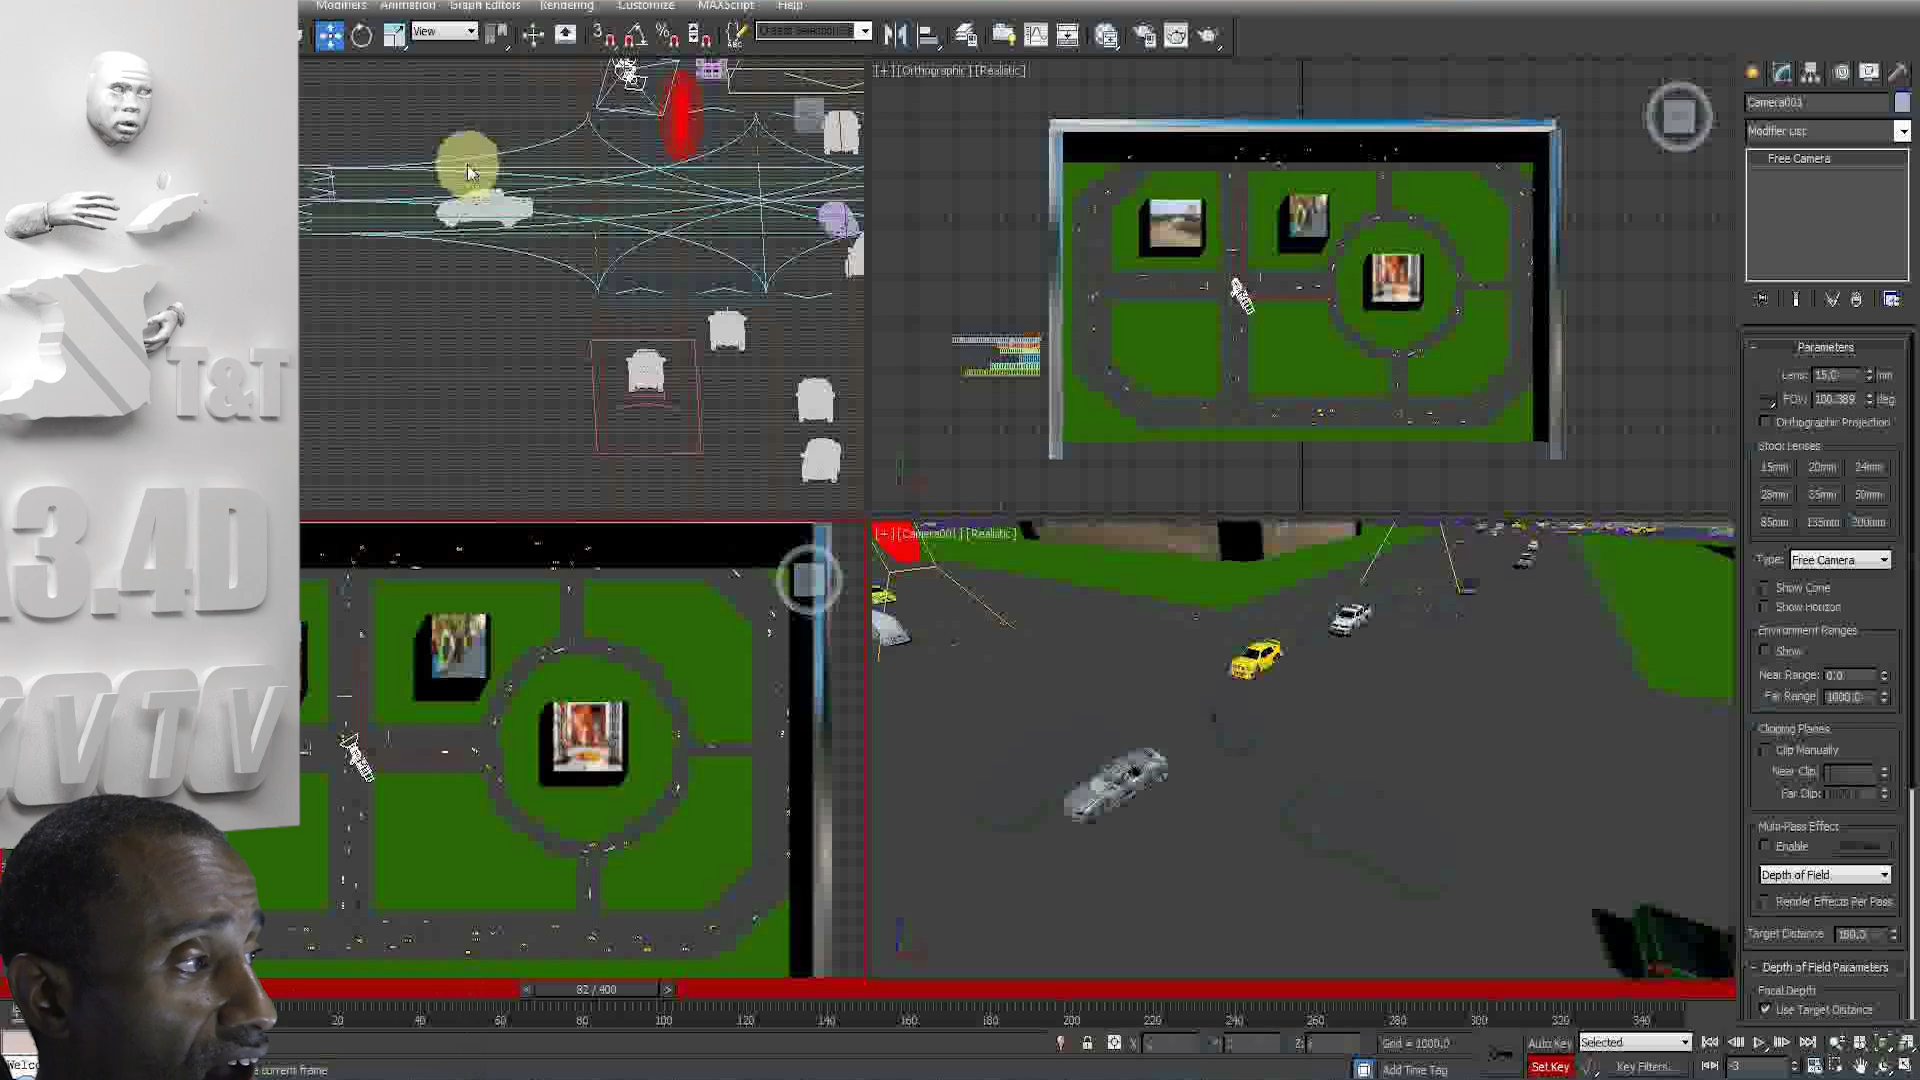 Modifiers Animation Graph Editors Rendering Customize MAXScript Help
View
ABC
[+][Orthographic][Realistic]
Camera001
Modifier List
Free Camera
T&T
3.4D
VTV
Parameters
Lens: 15.0 mm
FOV: 100.389 deg
Orthographic Projection
Stock Lenses
15mm 20mm 24mm
28mm 35mm 50mm
85mm 135mm 200mm
[+][Camera001][Realistic]
Type: Free Camera
Show Cone
Show Horizon
Environment Ranges
Show
Near Range: 0.0
Far Range: 1000.0
Clipping Planes
Clip Manually
Near Clip:
Far Clip:
Multi-Pass Effect
Enable
Depth of Field
Render Effects Per Pass
Target Distance: 160.0
Depth of Field Parameters
Focal Depth
Use Target Distance
< 82 / 400 >
20 40 60 80 100 120 140 160 180 200 220 240 260 280 300 320 340
X: Y: Z: Grid = 1000.0
Auto Key Selected
current frame
Add Time Tag
Set Key Key Filters...